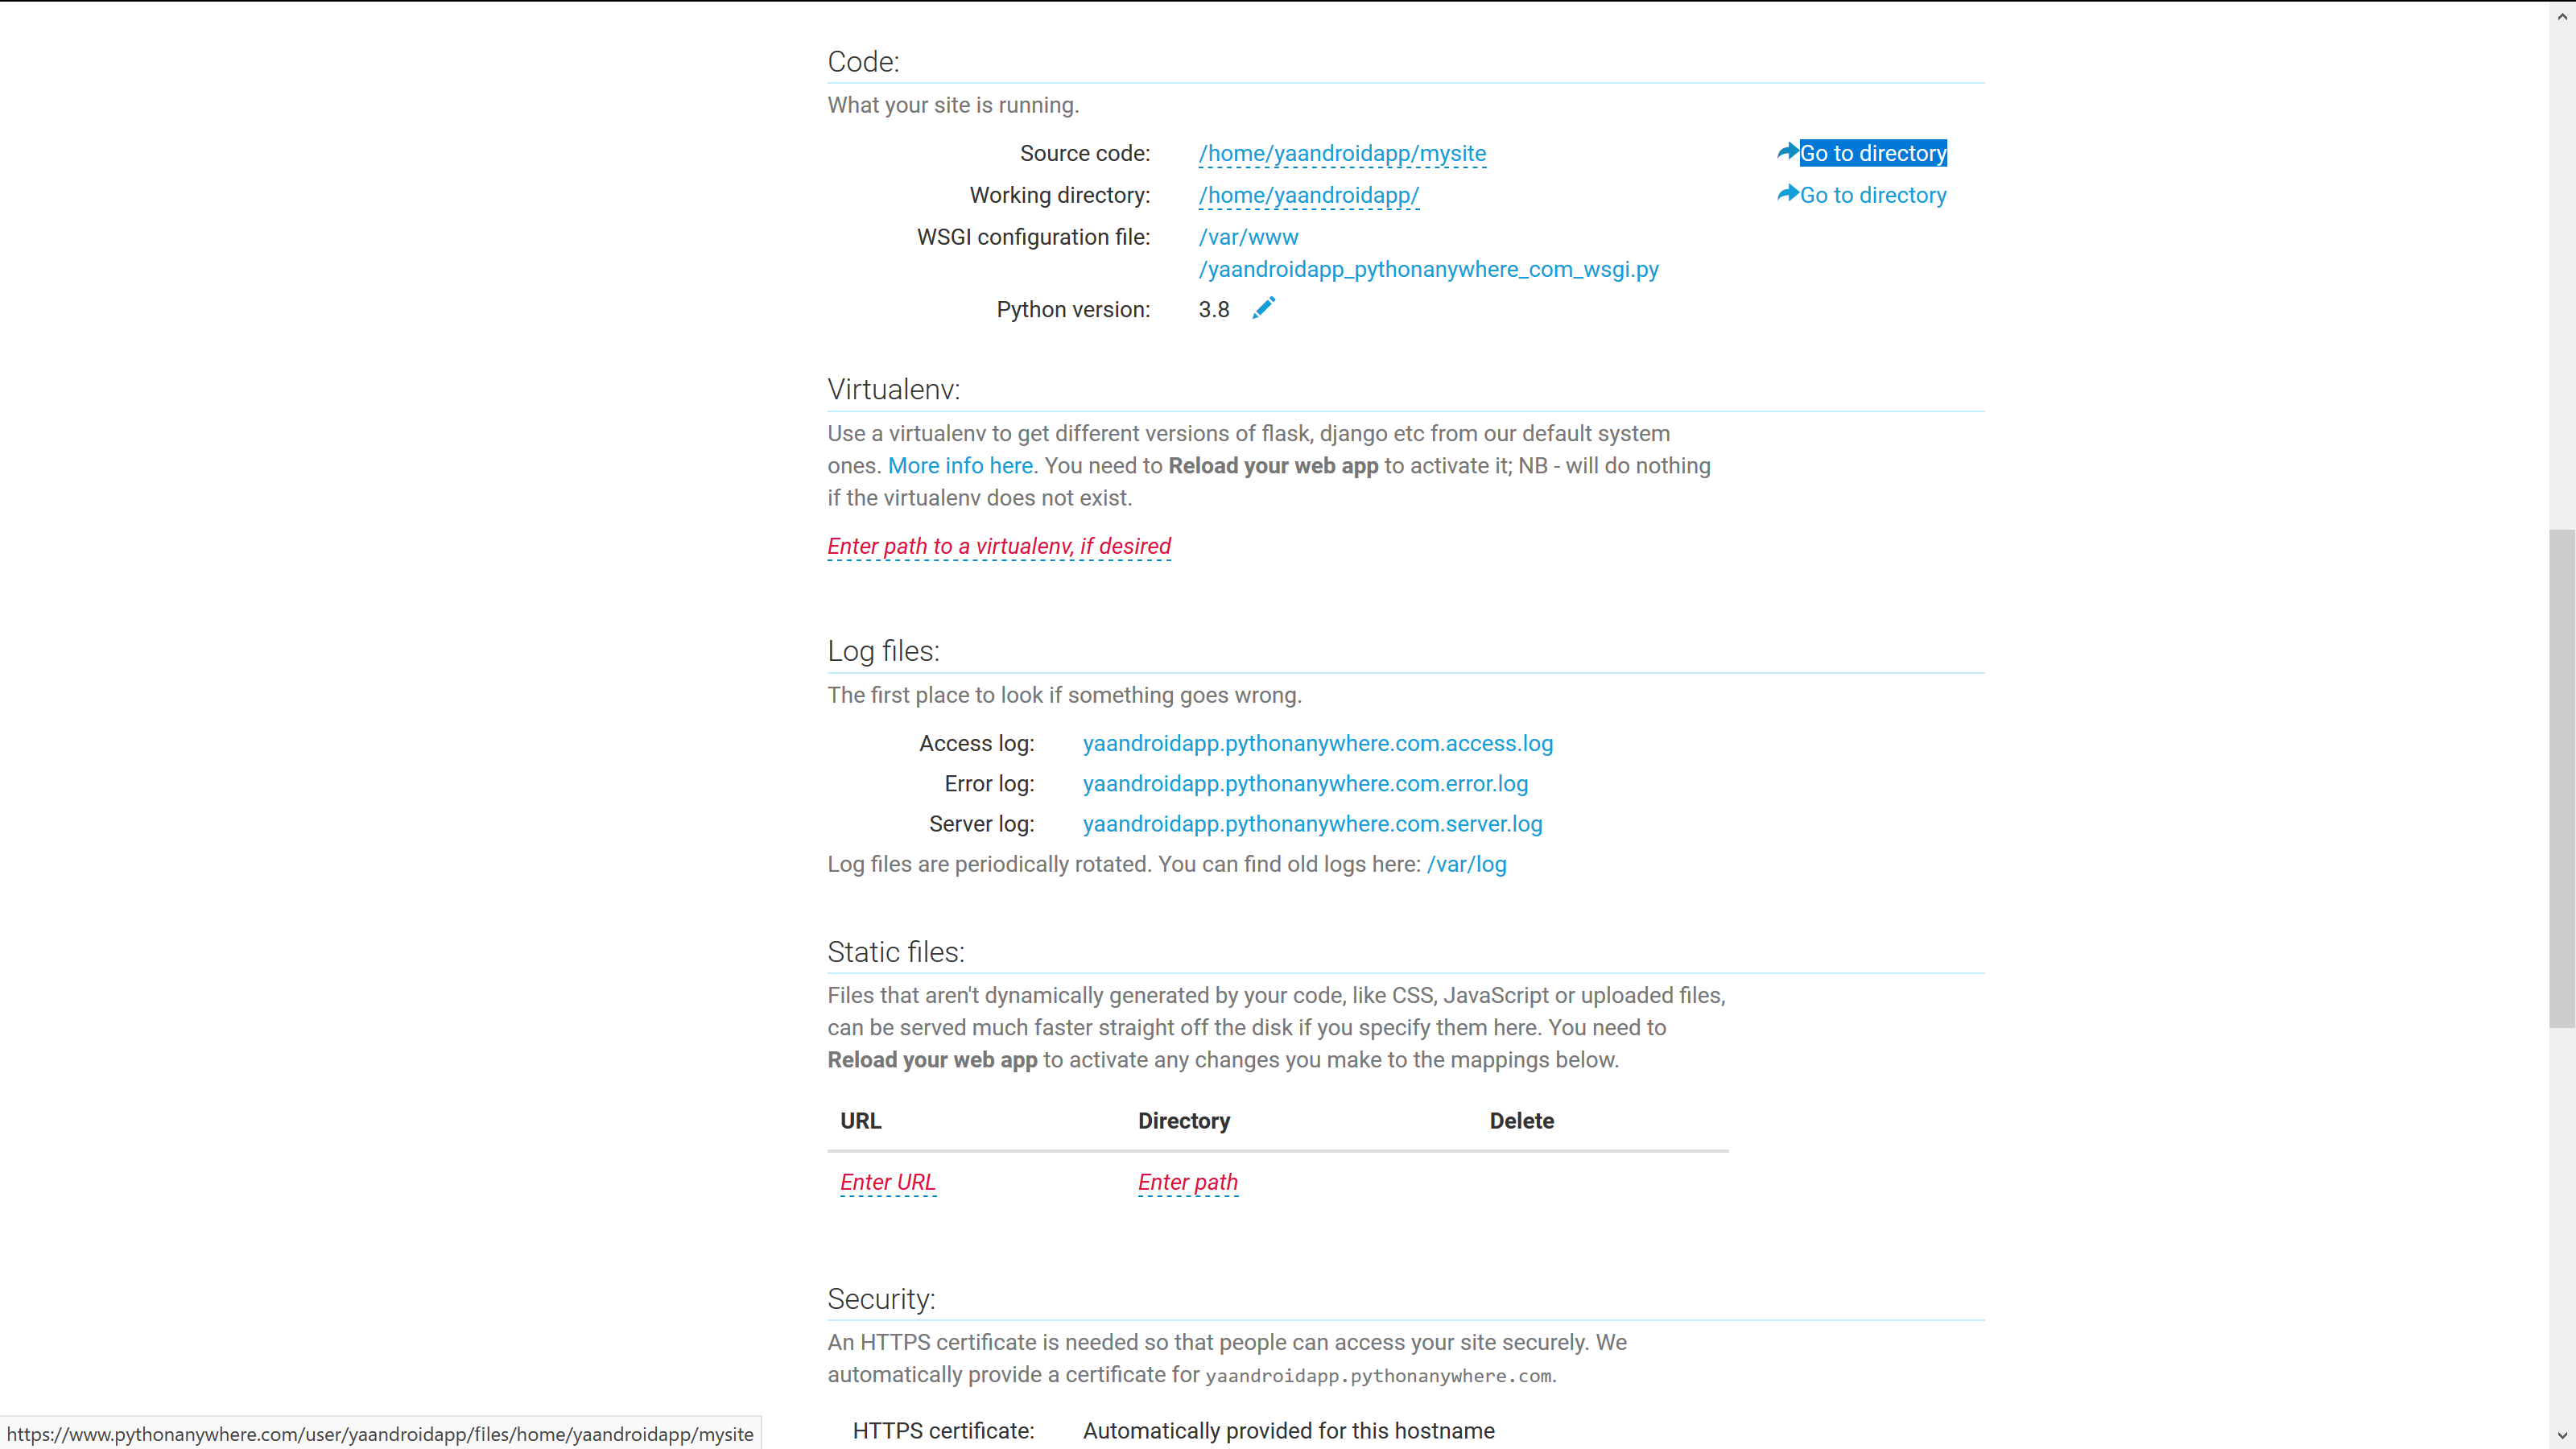 Code:
What your site is running.
Source code: /home/yaandroidapp/mysite Go to directory
Working directory: /home/yaandroidapp/ Go to directory
WSGI configuration file: /var/www
/yaandroidapp_pythonanywhere_com_wsgi.py
Python version: 3.8
Virtualenv:
Use a virtualenv to get different versions of flask, django etc from our default system
ones. More info here. You need to Reload your web app to activate it; NB - will do nothing
if the virtualenv does not exist.
Enter path to a virtualenv, if desired
Log files:
The first place to look if something goes wrong.
Access log: yaandroidapp.pythonanywhere.com.access.log
Error log: yaandroidapp.pythonanywhere.com.error.log
Server log: yaandroidapp.pythonanywhere.com.server.log
Log files are periodically rotated. You can find old logs here: /var/log
Static files:
Files that aren't dynamically generated by your code, like CSS, JavaScript or uploaded files,
can be served much faster straight off the disk if you specify them here. You need to
Reload your web app to activate any changes you make to the mappings below.
URL Directory Delete
Enter URL Enter path
Security:
An HTTPS certificate is needed so that people can access your site securely. We
automatically provide a certificate for yaandroidapp.pythonanywhere.com.
HTTPS certificate: Automatically provided for this hostname
https://www.pythonanywhere.com/user/yaandroidapp/files/home/yaandroidapp/mysite